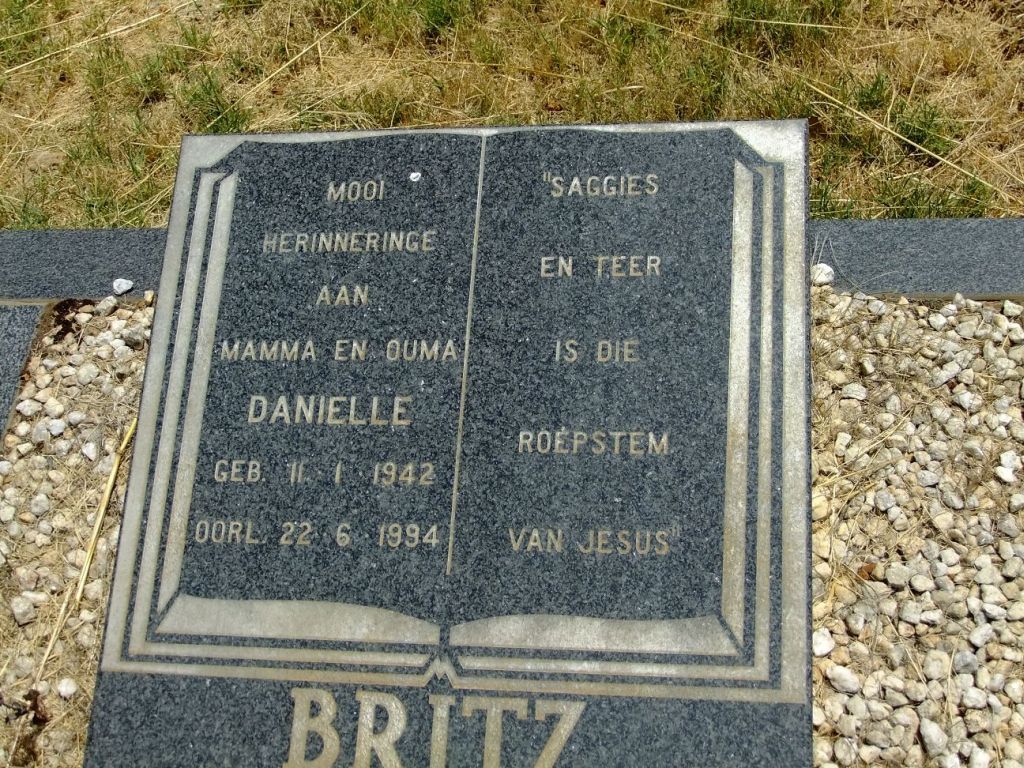 MOOI
HERINNERINGE
AAN
MAMMA EN OUMA
DANIELLE
GEB. 11. 1 1942
OORL. 22 6 1994
"SAGGIES
EN TEER
IS DIE
ROEPSTEM
VAN JESUS"
BRITZ